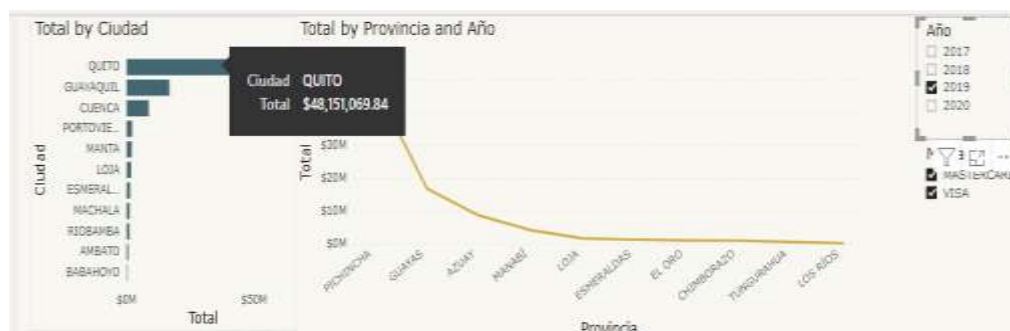 Total by Ciudad
QUITO
GUAYAQUIL
CUENCA
PORTOVIE...
MANTA
LOJA
ESMERAL...
MACHALA
RIOBAMBA
AMBATO
BABAHOYO
Ciudad
$0M
$50M
Total
Ciudad QUITO
Total $48,151,069.84
Total by Provincia and Año
$30M
$20M
$10M
$0M
Total
PICHINCHA
GUAYAS
AZUAY
MANABÍ
LOJA
ESMERALDAS
EL ORO
CHIMBORAZO
TUNGURAHUA
LOS RÍOS
Provincia
Año
2017
2018
2019
2020
MASTERCARD
VISA